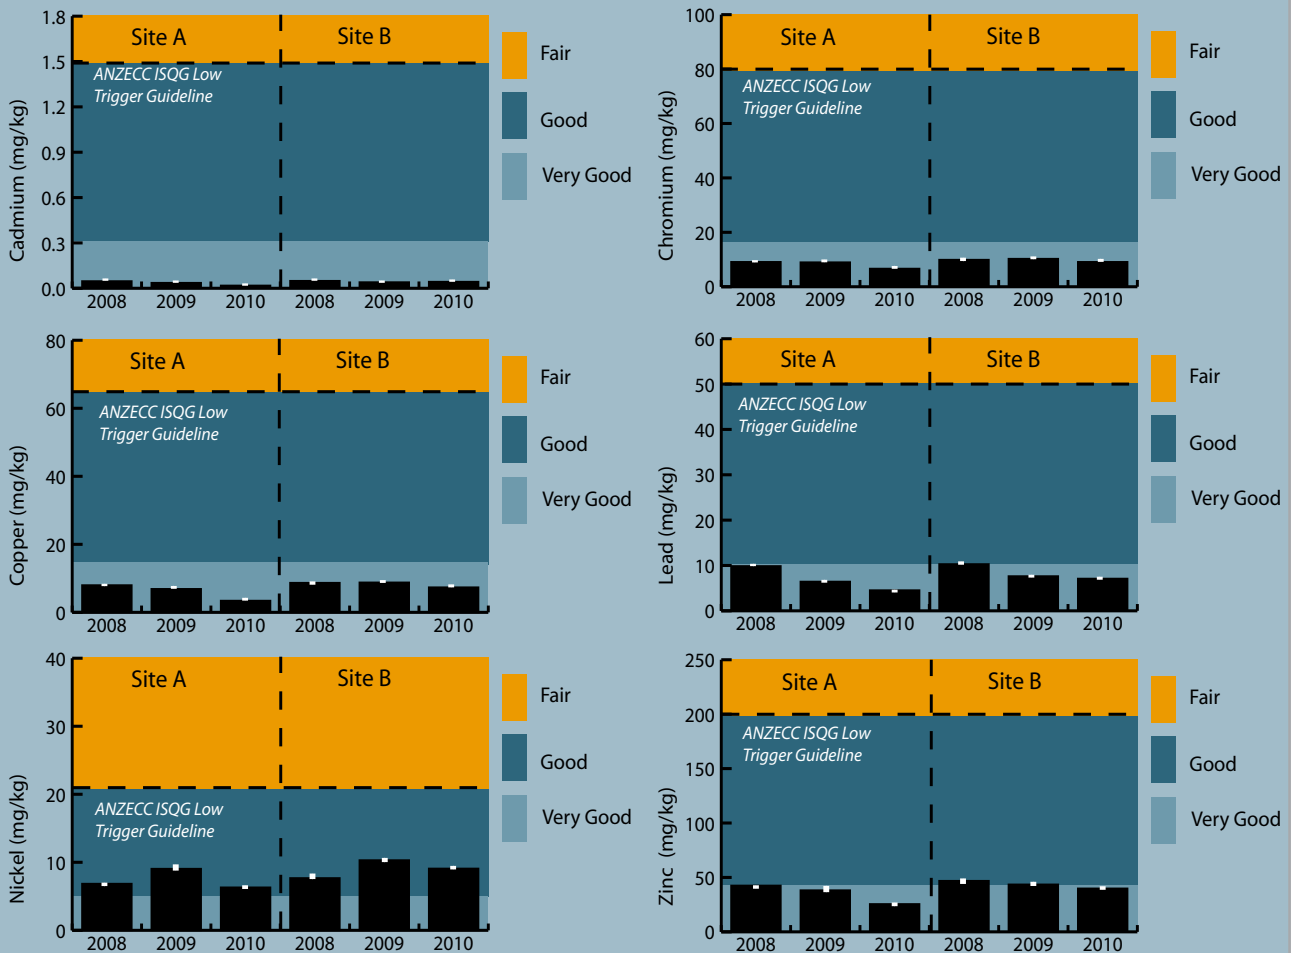 Cadmium (mg/kg)
1.8
1.5
1.2
0.9
0.6
0.3
0.0
Site A
Site B
ANZECC ISQG Low
Trigger Guideline
2008 2009 2010 2008 2009 2010
Fair
Good
Very Good
Chromium (mg/kg)
100
80
60
40
20
0
Site A
Site B
ANZECC ISQG Low
Trigger Guideline
2008 2009 2010 2008 2009 2010
Fair
Good
Very Good
Copper (mg/kg)
80
60
40
20
0
Site A
Site B
ANZECC ISQG Low
Trigger Guideline
2008 2009 2010 2008 2009 2010
Fair
Good
Very Good
Lead (mg/kg)
60
50
40
30
20
10
0
Site A
Site B
ANZECC ISQG Low
Trigger Guideline
2008 2009 2010 2008 2009 2010
Fair
Good
Very Good
Nickel (mg/kg)
40
30
20
10
0
Site A
Site B
ANZECC ISQG Low
Trigger Guideline
2008 2009 2010 2008 2009 2010
Fair
Good
Very Good
Zinc (mg/kg)
250
200
150
100
50
0
Site A
Site B
ANZECC ISQG Low
Trigger Guideline
2008 2009 2010 2008 2009 2010
Fair
Good
Very Good